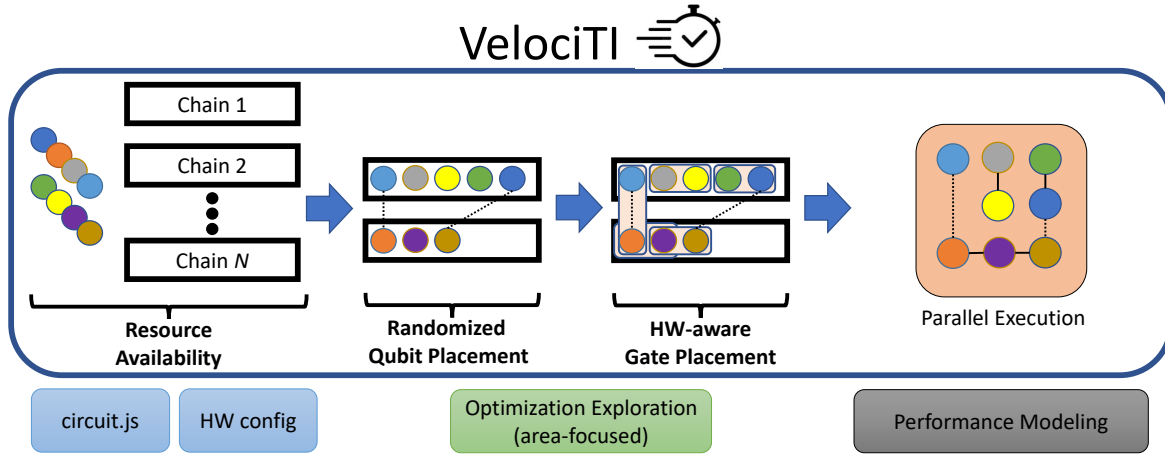 VelociTI
Chain 1
Chain 2
Chain N
Resource
Availability
Randomized
Qubit Placement
HW-aware
Gate Placement
Parallel Execution
circuit.js
HW config
Optimization Exploration
(area-focused)
Performance Modeling